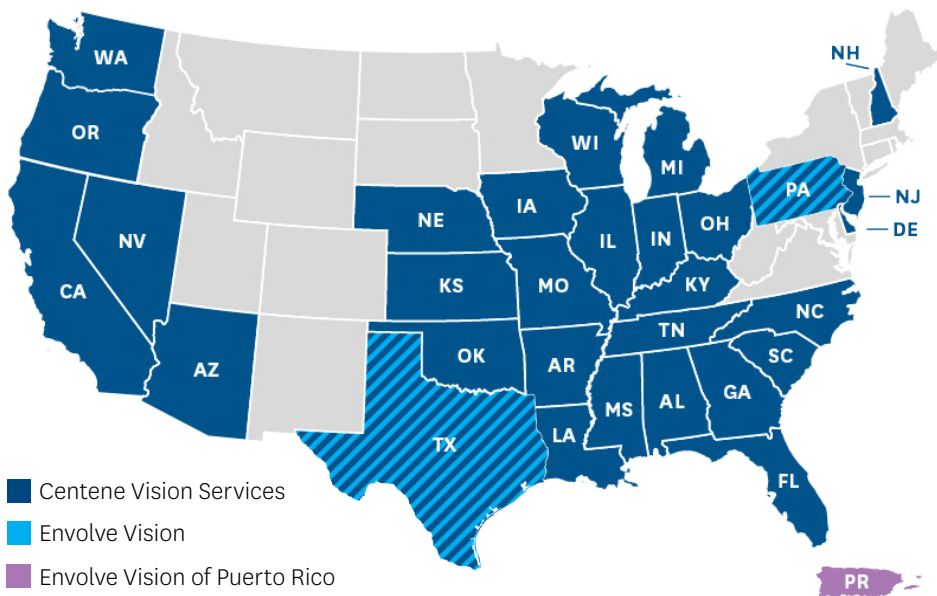 WA
NH
OR
WI
MI
PA
NJ
NE
IA
OH
DE
NV
IL
IN
CA
KS
MO
KY
NC
TN
OK
SC
AZ
AR
GA
MS
AL
TX
LA
FL
Centene Vision Services
Envolve Vision
Envolve Vision of Puerto Rico
PR